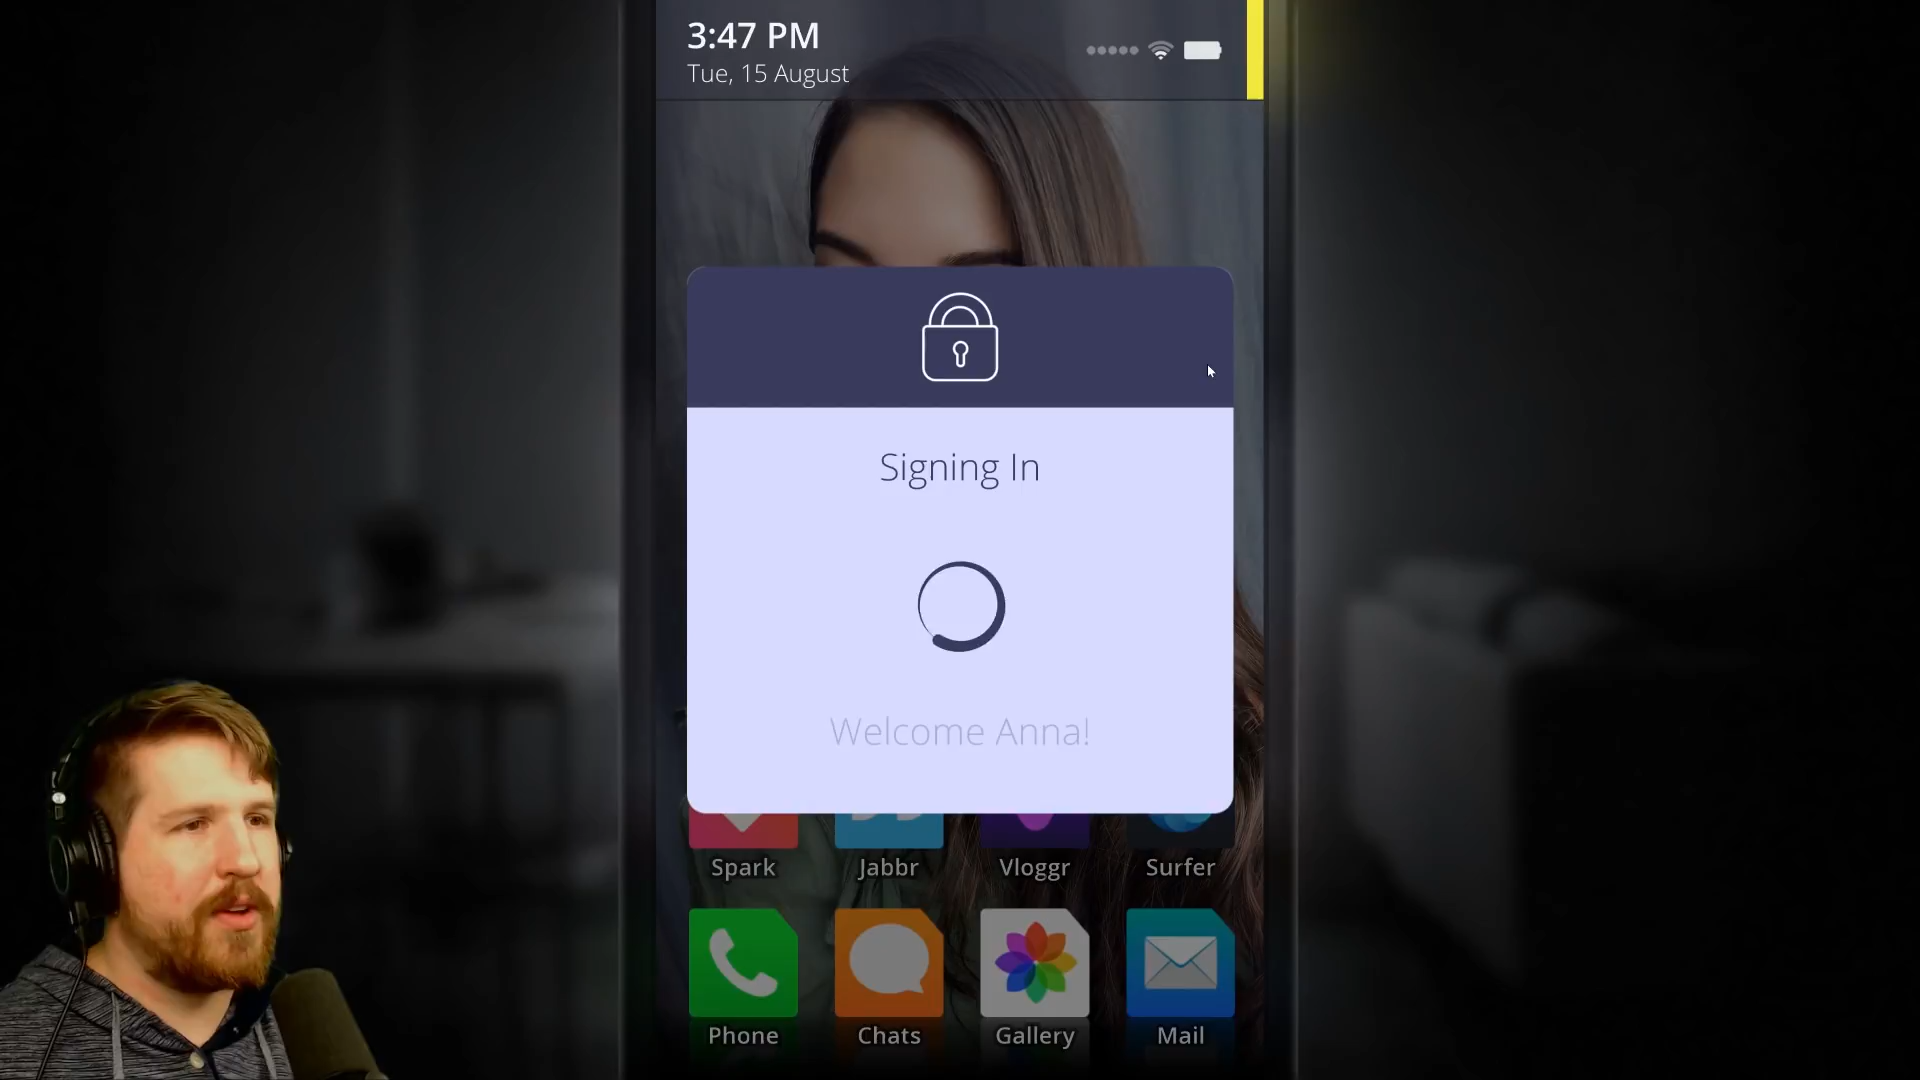 3:47 PM
Tue, 15 August
Signing In
Welcome Anna!
Spark Jabbr Vloggr Surfer
Phone Chats Gallery Mail